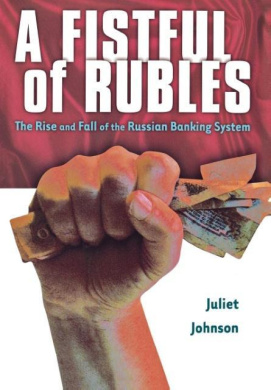 A FISTFUL
of RUBLES
The Rise and Fall of the Russian Banking System
Juliet
Johnson